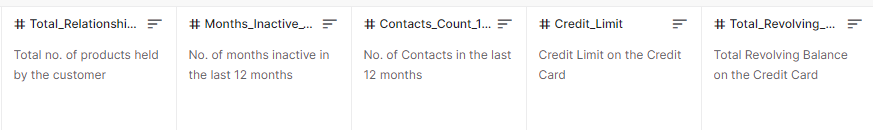 # Total_Relationshi...
Total no. of products held
by the customer
# Months_Inactive_...
No. of months inactive in
the last 12 months
# Contacts_Count_1...
No. of Contacts in the last
12 months
# Credit_Limit
Credit Limit on the Credit
Card
# Total_Revolving_...
Total Revolving Balance
on the Credit Card